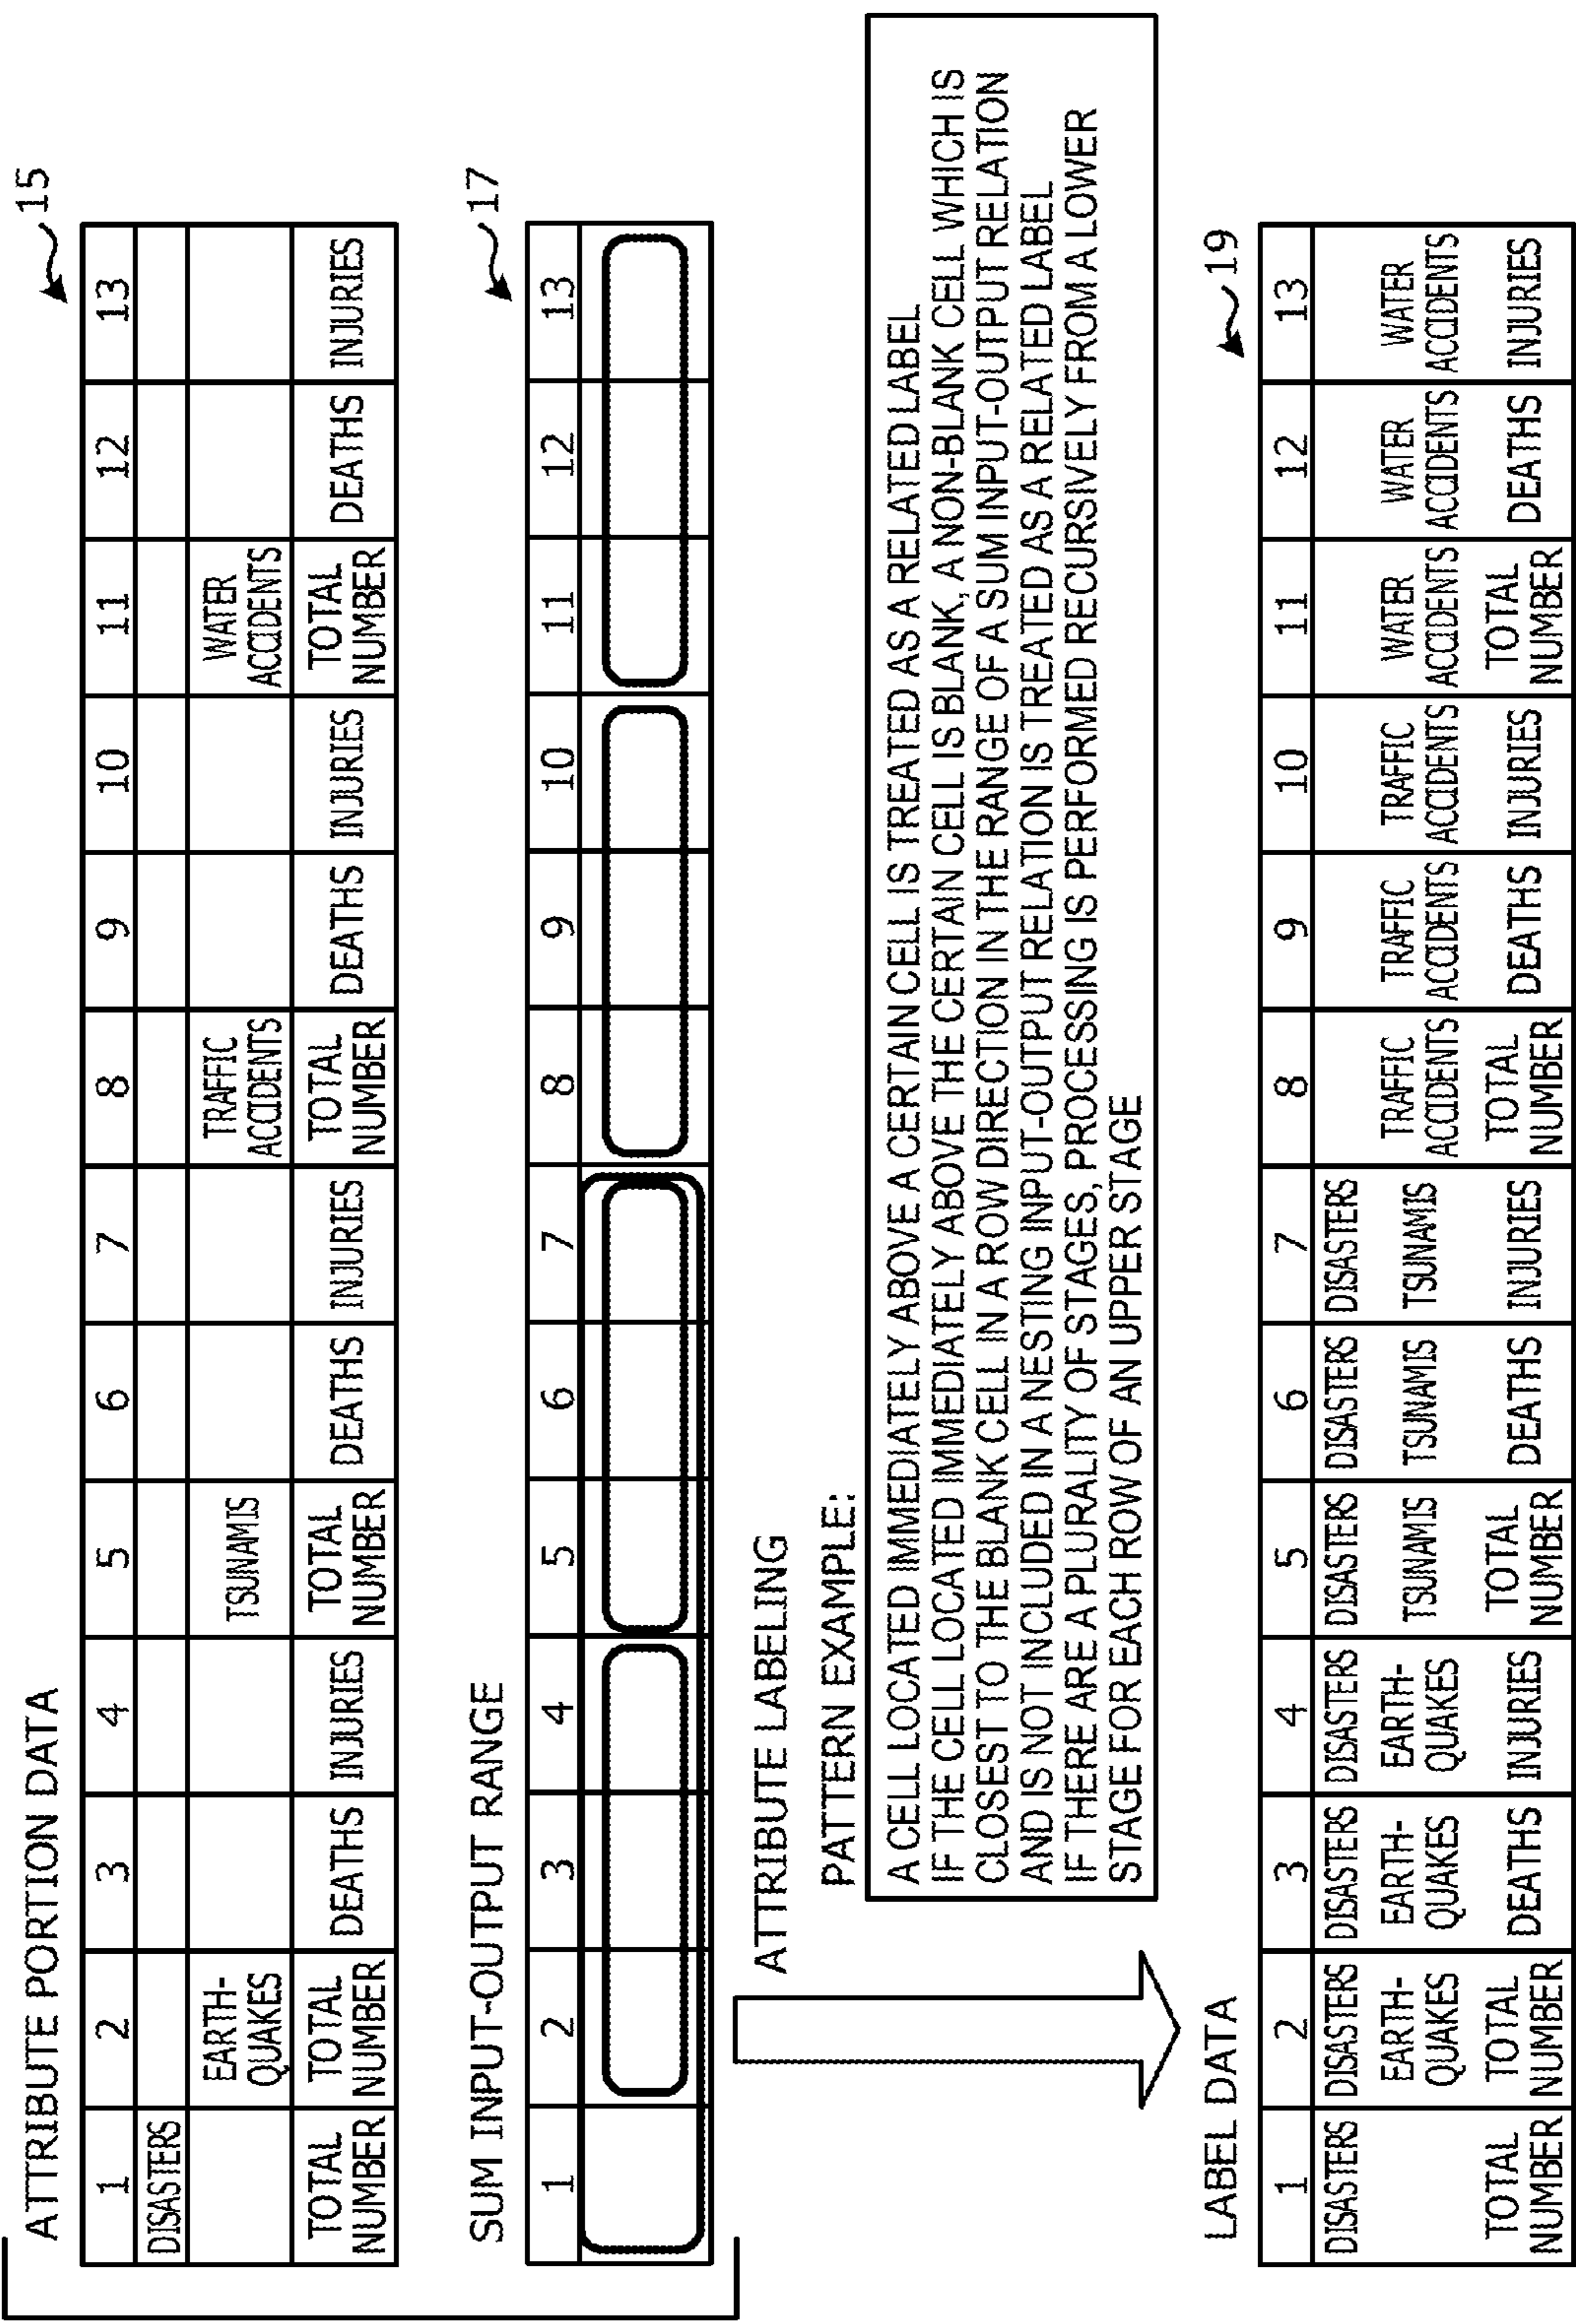 ATTRIBUTE PORTION DATA
15
1 2 3 4 5 6 7 8 9 10 11 12 13
DISASTERS
EARTH- TSUNAMIS TRAFFIC WATER
QUAKES ACCIDENTS ACCIDENTS
TOTAL TOTAL DEATHS INJURIES TOTAL DEATHS INJURIES TOTAL DEATHS INJURIES TOTAL DEATHS INJURIES
NUMBER NUMBER NUMBER NUMBER NUMBER
SUM INPUT-OUTPUT RANGE
17
1 2 3 4 5 6 7 8 9 10 11 12 13
ATTRIBUTE LABELING
PATTERN EXAMPLE:
A CELL LOCATED IMMEDIATELY ABOVE A CERTAIN CELL IS TREATED AS A RELATED LABEL
IF THE CELL LOCATED IMMEDIATELY ABOVE THE CERTAIN CELL IS BLANK, A NON-BLANK CELL WHICH IS
CLOSEST TO THE BLANK CELL IN A ROW DIRECTION IN THE RANGE OF A SUM INPUT-OUTPUT RELATION
AND IS NOT INCLUDED IN A NESTING INPUT-OUTPUT RELATION IS TREATED AS A RELATED LABEL
IF THERE ARE A PLURALITY OF STAGES, PROCESSING IS PERFORMED RECURSIVELY FROM A LOWER
STAGE FOR EACH ROW OF AN UPPER STAGE
LABEL DATA
19
1 2 3 4 5 6 7 8 9 10 11 12 13
DISASTERS DISASTERS DISASTERS DISASTERS DISASTERS DISASTERS DISASTERS
EARTH- EARTH- EARTH- TSUNAMIS TSUNAMIS TSUNAMIS TRAFFIC TRAFFIC TRAFFIC WATER WATER WATER
QUAKES QUAKES QUAKES ACCIDENTS ACCIDENTS ACCIDENTS ACCIDENTS ACCIDENTS ACCIDENTS
TOTAL TOTAL DEATHS INJURIES TOTAL DEATHS INJURIES TOTAL DEATHS INJURIES TOTAL DEATHS INJURIES
NUMBER NUMBER NUMBER NUMBER NUMBER